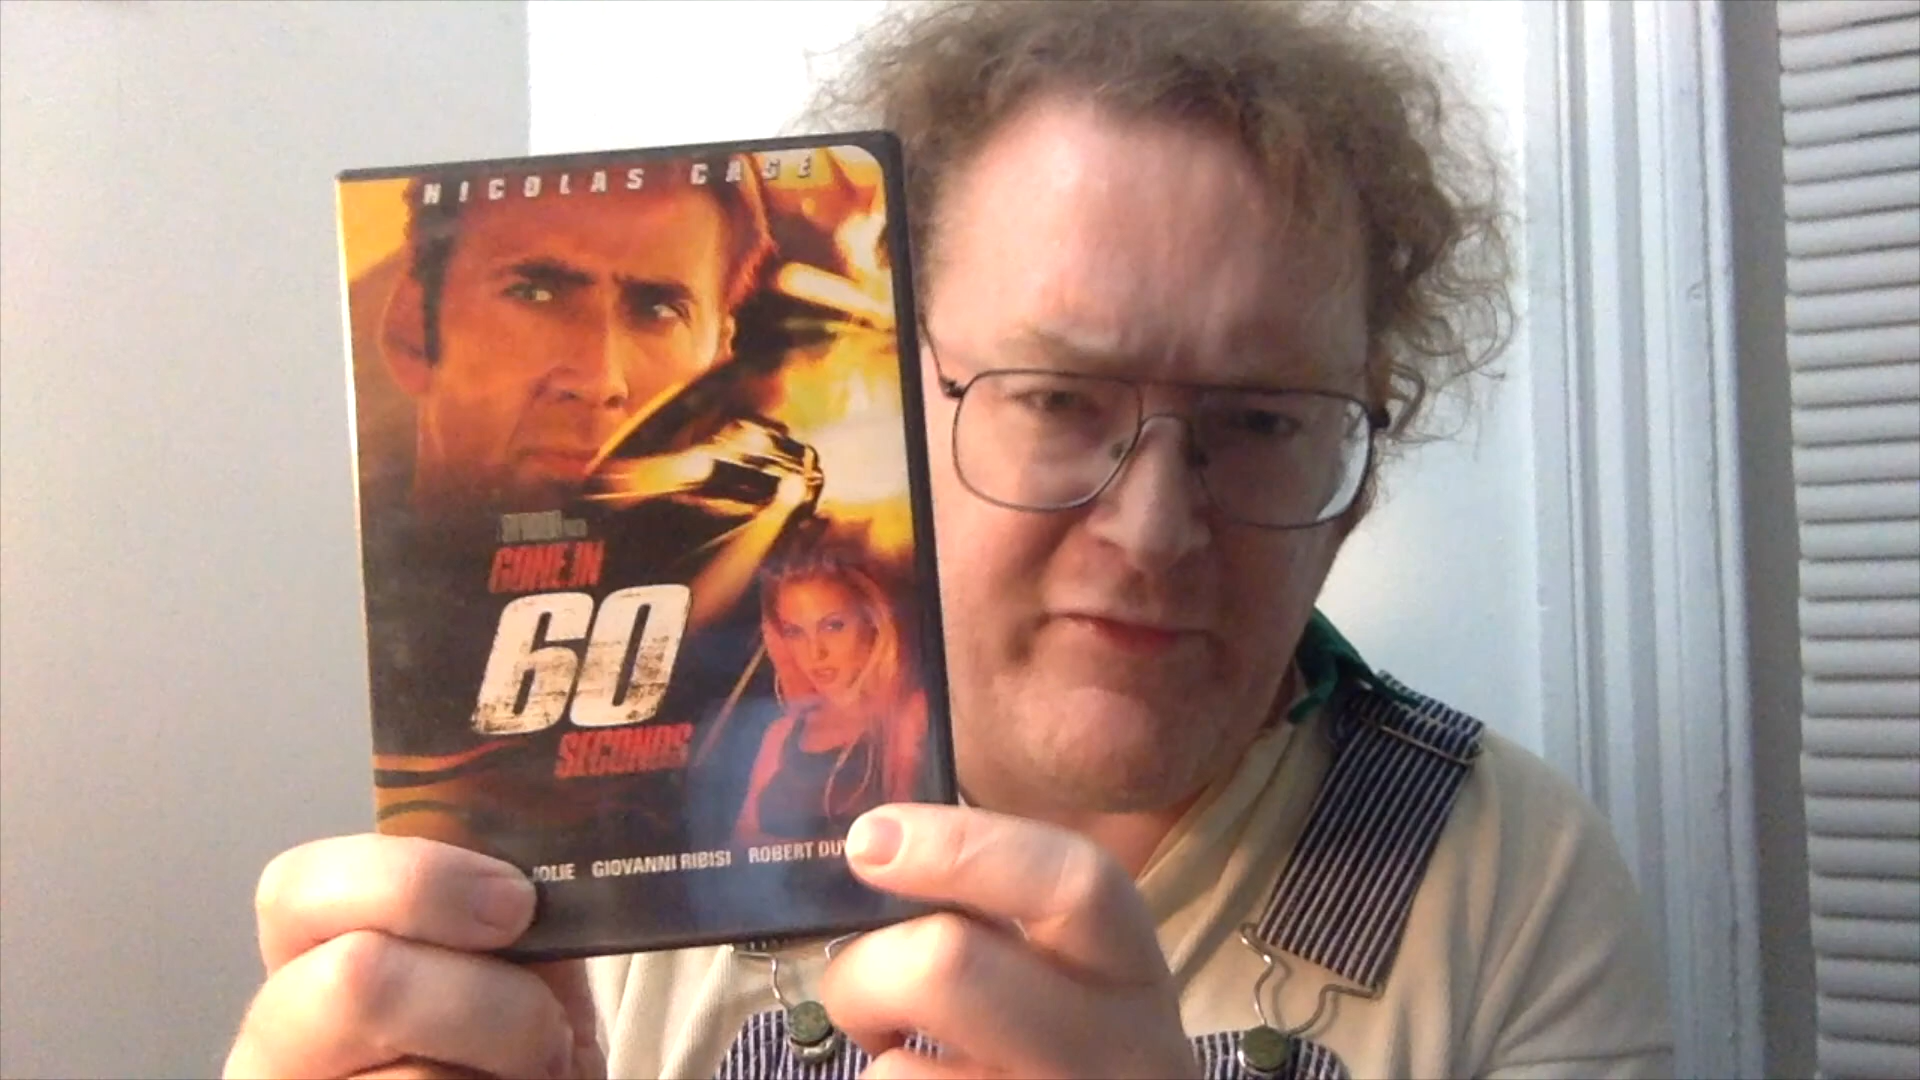 NICOLAS CAGE
GONE IN
60
SECONDS
JOLIE GIOVANNI RIBISI ROBERT DU